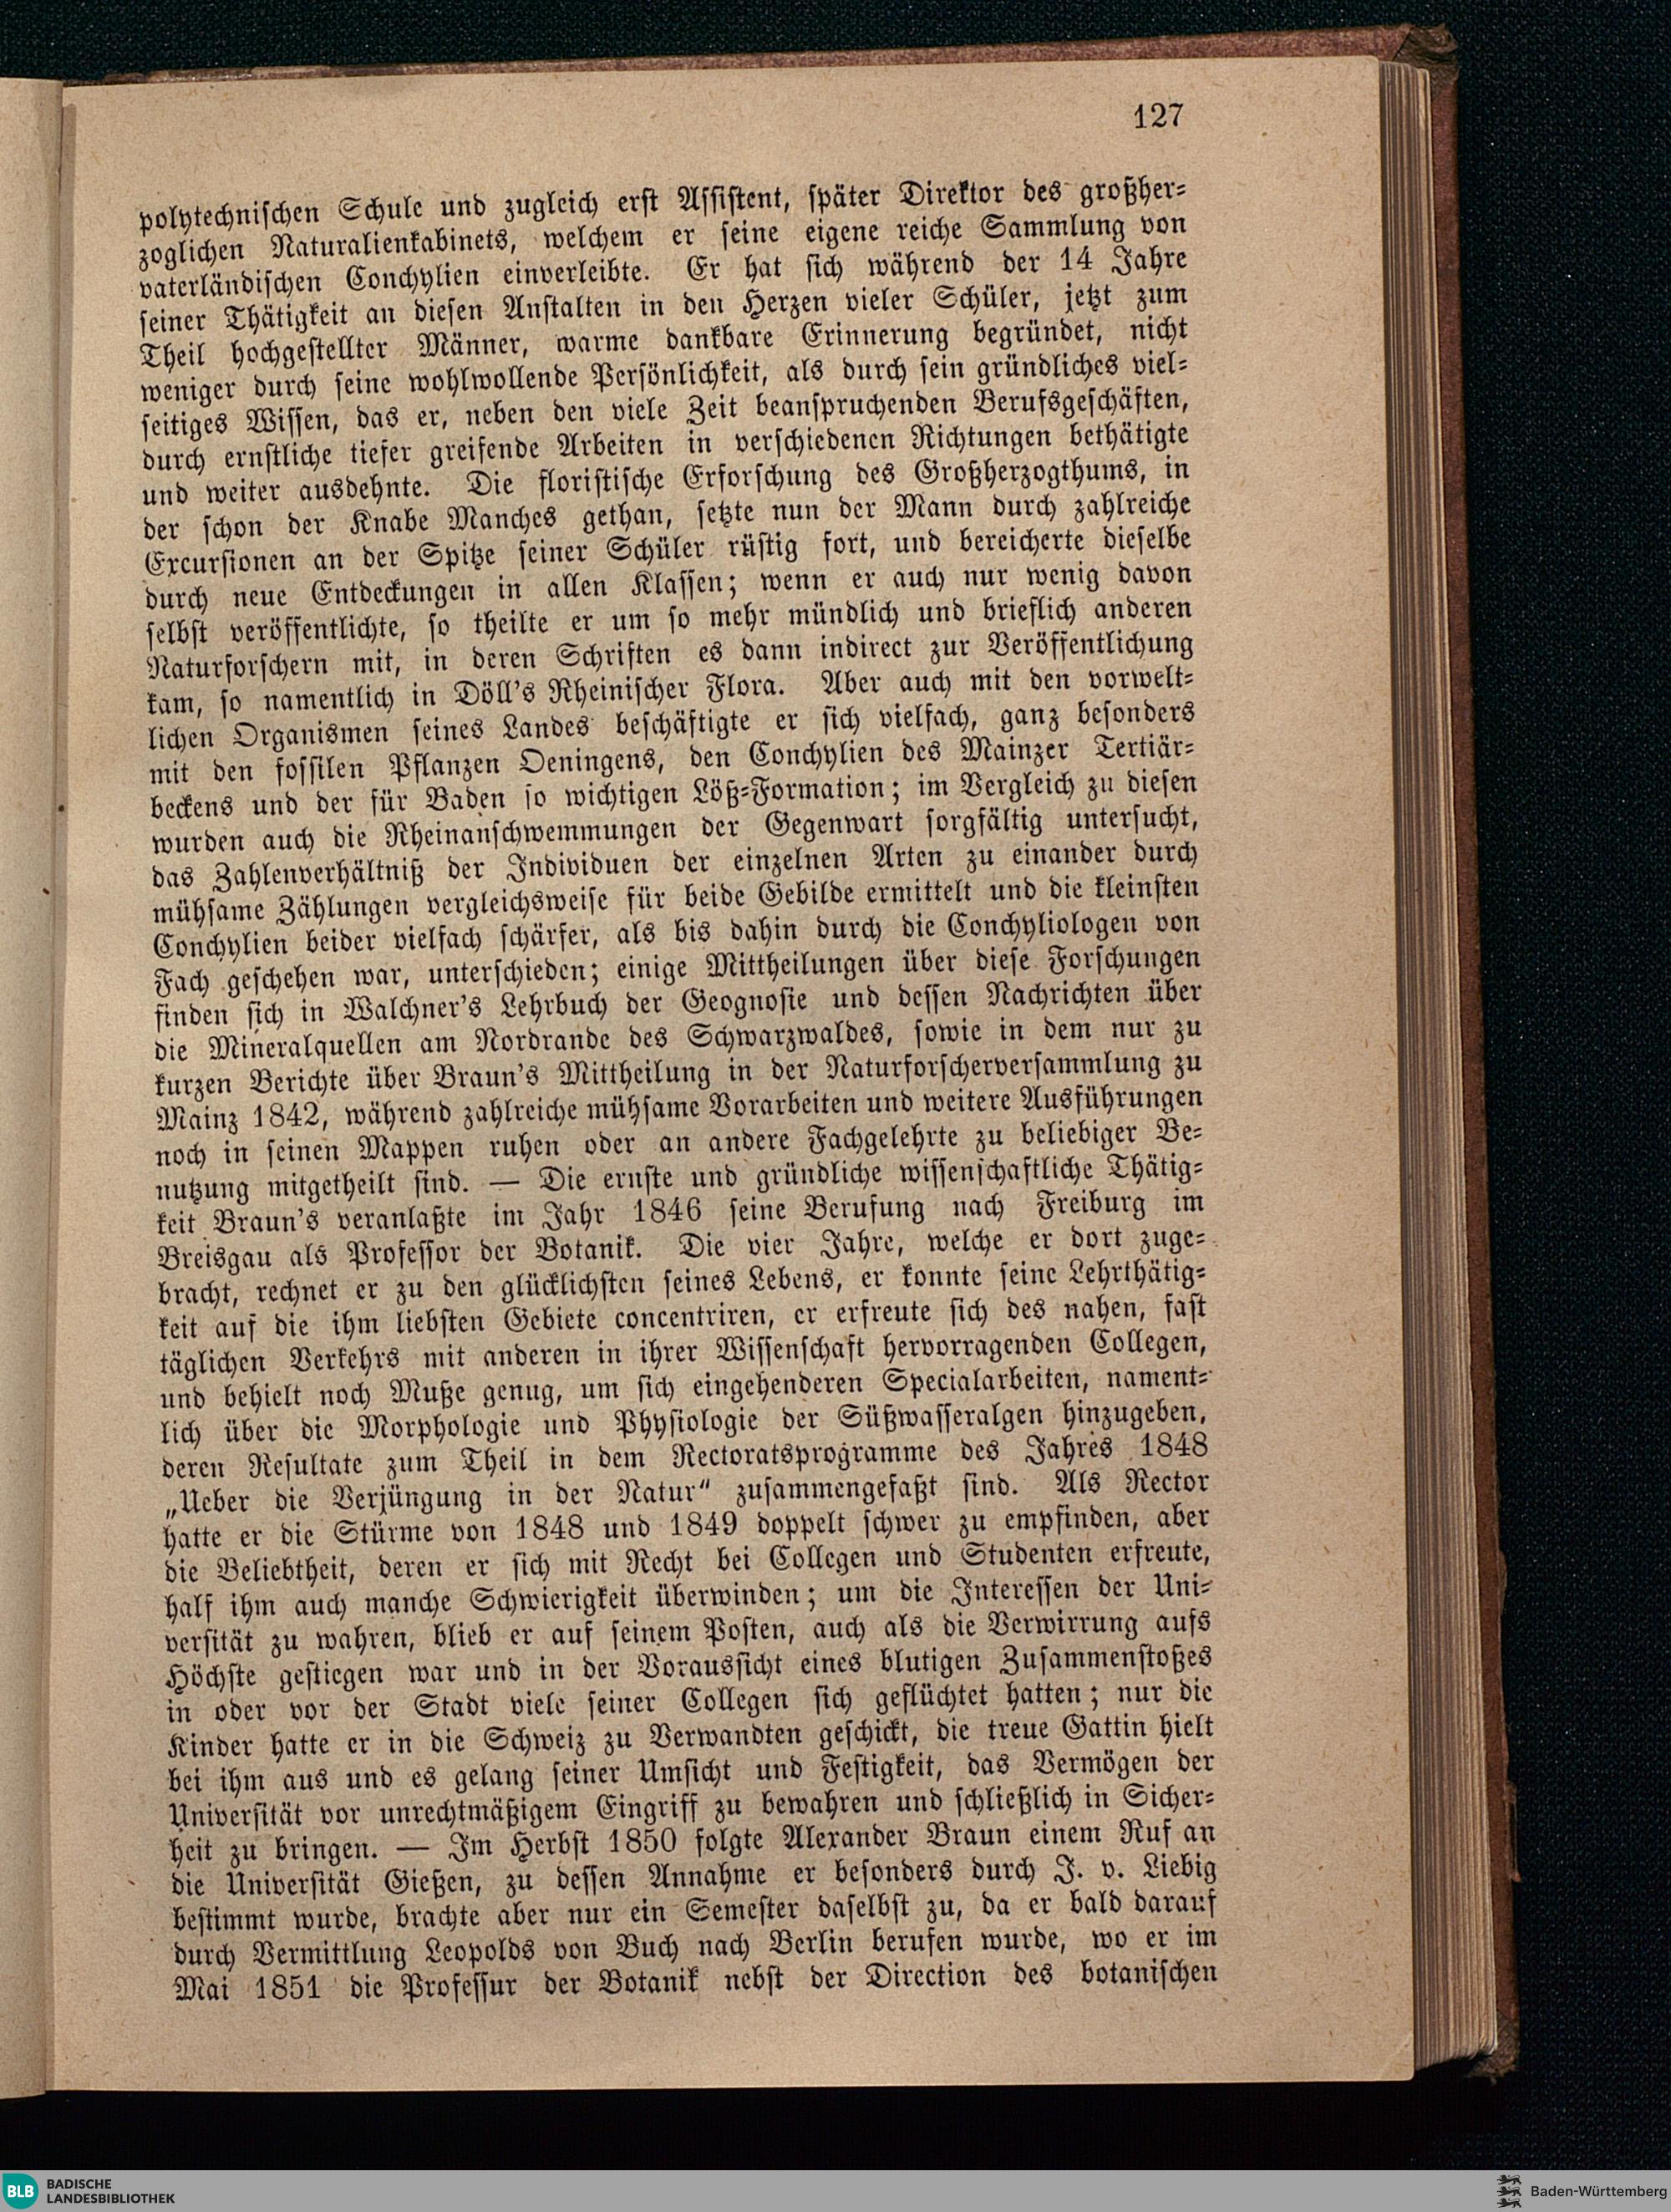 127
polytechnischen Schule und zugleich erst Assistent, später Direktor des großher-
zoglichen Naturalienkabinets, welchem er seine eigene reiche Sammlung von
vaterländischen Conchylien einverleibte. Er hat sich während der 14 Jahre
seiner Thätigkeit an diesen Anstalten in den Herzen vieler Schüler, jetzt zum
Theil hochgestellter Männer, warme dankbare Erinnerung begründet, nicht
weniger durch seine wohlwollende Persönlichkeit, als durch sein gründliches viel-
seitiges Wissen, das er, neben den viele Zeit beanspruchenden Berufsgeschäften,
durch ernstliche tiefer greifende Arbeiten in verschiedenen Richtungen bethätigte
und weiter ausdehnte. Die floristische Erforschung des Großherzogthums, in
der schon der Knabe Manches gethan, setzte nun der Mann durch zahlreiche
Excursionen an der Spitze seiner Schüler rüstig fort, und bereicherte dieselbe
durch neue Entdeckungen in allen Klassen; wenn er auch nur wenig davon
selbst veröffentlichte, so theilte er um so mehr mündlich und brieflich anderen
Naturforschern mit, in deren Schriften es dann indirect zur Veröffentlichung
kam, so namentlich in Döll's Rheinischer Flora. Aber auch mit den vorwelt-
lichen Organismen seines Landes beschäftigte er sich vielfach, ganz besonders
mit den fossilen Pflanzen Oeningens, den Conchylien des Mainzer Tertiär-
beckens und der für Baden so wichtigen Löß-Formation; im Vergleich zu diesen
wurden auch die Rheinanschwemmungen der Gegenwart sorgfältig untersucht,
das Zahlenverhältniß der Individuen der einzelnen Arten zu einander durch
mühsame Zählungen vergleichsweise für beide Gebilde ermittelt und die kleinsten
Conchylien beider vielfach schärfer, als bis dahin durch die Conchyliologen von
Fach geschehen war, unterschieden; einige Mittheilungen über diese Forschungen
finden sich in Walchner's Lehrbuch der Geognosie und dessen Nachrichten über
die Mineralquellen am Nordrande des Schwarzwaldes, sowie in dem nur zu
kurzen Berichte über Braun's Mittheilung in der Naturforscherversammlung zu
Mainz 1842, während zahlreiche mühsame Vorarbeiten und weitere Ausführungen
noch in seinen Mappen ruhen oder an andere Fachgelehrte zu beliebiger Be-
nutzung mitgetheilt sind. — Die ernste und gründliche wissenschaftliche Thätig-
keit Braun's veranlaßte im Jahr 1846 seine Berufung nach Freiburg im
Breisgau als Professor der Botanik. Die vier Jahre, welche er dort zuge-
bracht, rechnet er zu den glücklichsten seines Lebens, er konnte seine Lehrthätig-
keit auf die ihm liebsten Gebiete concentriren, er erfreute sich des nahen, fast
täglichen Verkehrs mit anderen in ihrer Wissenschaft hervorragenden Collegen,
und behielt noch Muße genug, um sich eingehenderen Specialarbeiten, nament-
lich über die Morphologie und Physiologie der Süßwasseralgen hinzugeben,
deren Resultate zum Theil in dem Rectoratsprogramme des Jahres 1848
„Ueber die Verjüngung in der Natur“ zusammengefaßt sind. Als Rector
hatte er die Stürme von 1848 und 1849 doppelt schwer zu empfinden, aber
die Beliebtheit, deren er sich mit Recht bei Collegen und Studenten erfreute,
half ihm auch manche Schwierigkeit überwinden; um die Interessen der Uni-
versität zu wahren, blieb er auf seinem Posten, auch als die Verwirrung aufs
Höchste gestiegen war und in der Voraussicht eines blutigen Zusammenstoßes
in oder vor der Stadt viele seiner Collegen sich geflüchtet hatten; nur die
Kinder hatte er in die Schweiz zu Verwandten geschickt, die treue Gattin hielt
bei ihm aus und es gelang seiner Umsicht und Festigkeit, das Vermögen der
Universität vor unrechtmäßigem Eingriff zu bewahren und schließlich in Sicher-
heit zu bringen. — Im Herbst 1850 folgte Alexander Braun einem Ruf an
die Universität Gießen, zu dessen Annahme er besonders durch J. v. Liebig
bestimmt wurde, brachte aber nur ein Semester daselbst zu, da er bald darauf
durch Vermittlung Leopolds von Buch nach Berlin berufen wurde, wo er im
Mai 1851 die Professur der Botanik nebst der Direction des botanischen
BLB BADISCHE
LANDESBIBLIOTHEK
Baden-Württemberg